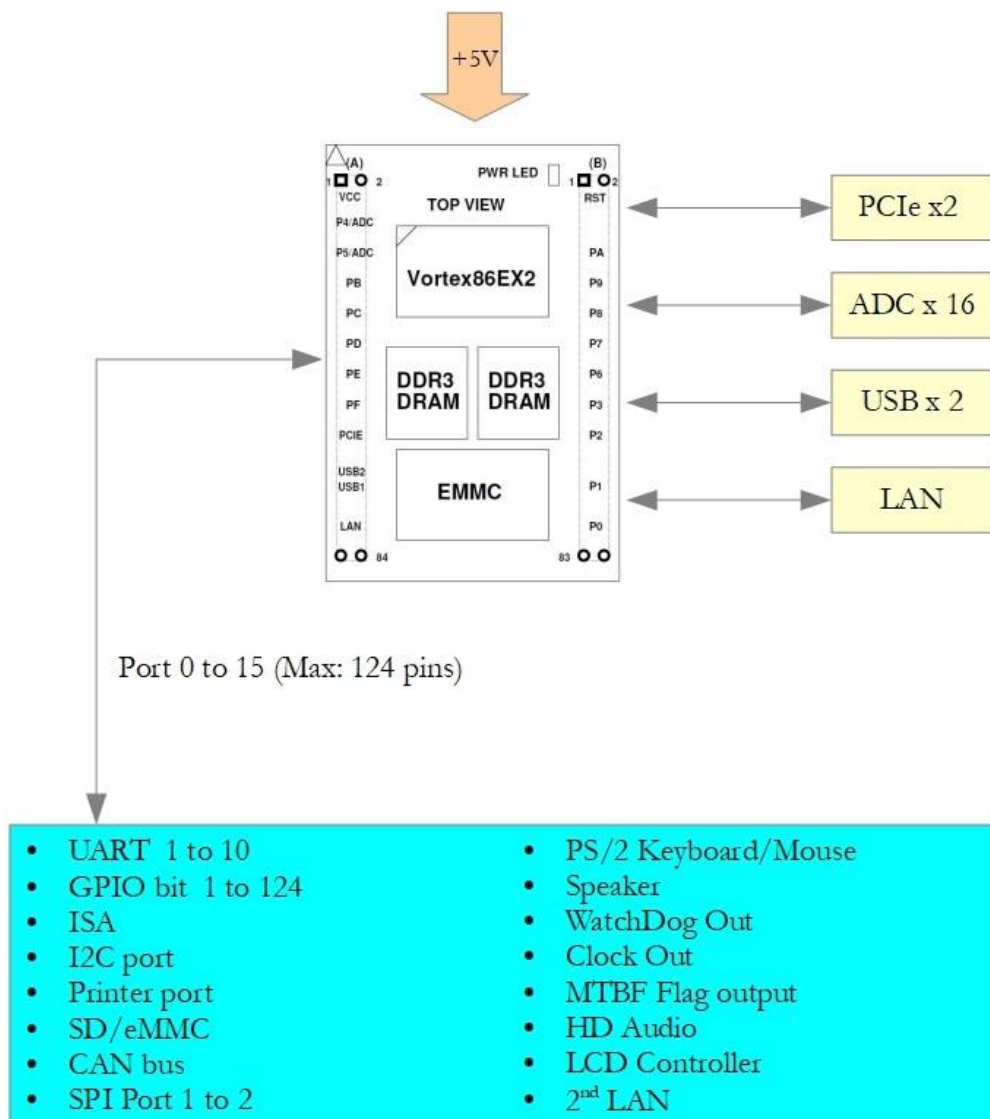 +5V
(A)
1 2
PWR LED
(B)
1 2
VCC
TOP VIEW
RST
P4/ADC
P5/ADC
PB
PC
PD
PE
PF
PCIE
USB2
USB1
LAN
84
Vortex86EX2
DDR3
DRAM
DDR3
DRAM
EMMC
PA
P9
P8
P7
P6
P3
P2
P1
P0
83
PCIe x2
ADC x 16
USB x 2
LAN
Port 0 to 15 (Max: 124 pins)
• UART 1 to 10
• GPIO bit 1 to 124
• ISA
• I2C port
• Printer port
• SD/eMMC
• CAN bus
• SPI Port 1 to 2
• PS/2 Keyboard/Mouse
• Speaker
• WatchDog Out
• Clock Out
• MTBF Flag output
• HD Audio
• LCD Controller
• 2nd LAN